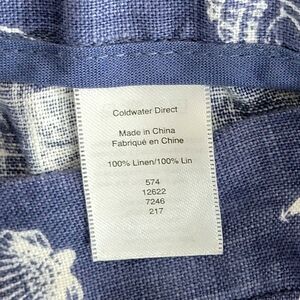 Coldwater Direct
Made in China
Fabriqué en Chine
100% Linen/100% Lin
574
12622
7246
217